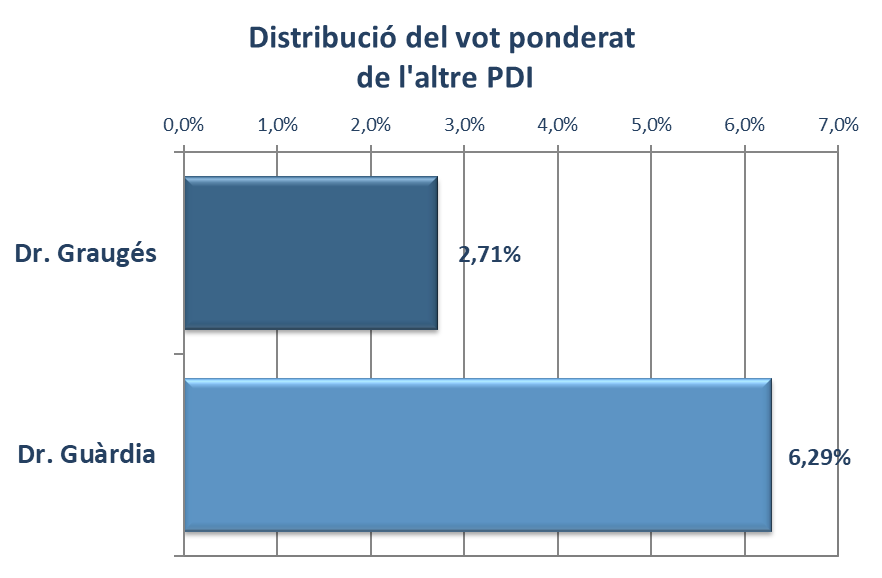 Distribució del vot ponderat
de l'altre PDI
0,0% 1,0% 2,0% 3,0% 4,0% 5,0% 6,0% 7,0%
Dr. Graugés 2,71%
Dr. Guàrdia 6,29%